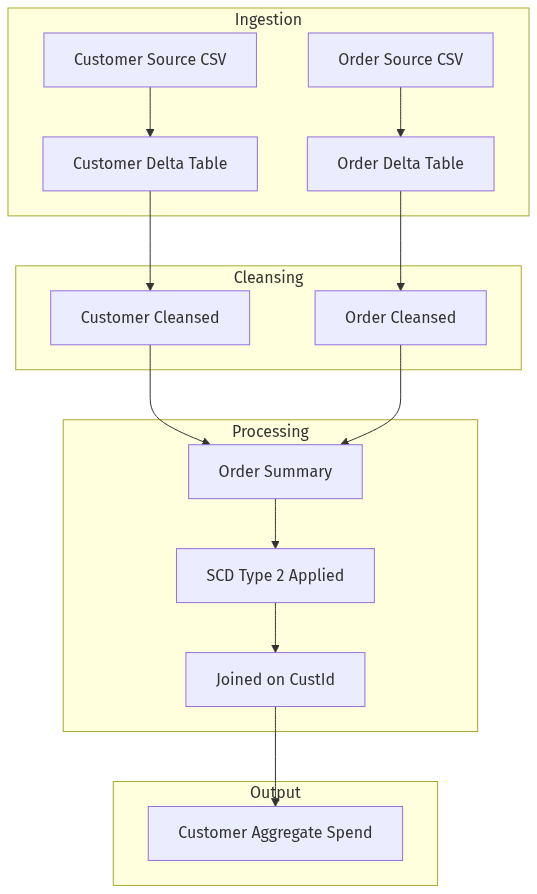 Ingestion
Customer Source CSV
Order Source CSV
Customer Delta Table
Order Delta Table
Cleansing
Customer Cleansed
Order Cleansed
Processing
Order Summary
SCD Type 2 Applied
Joined on CustId
Output
Customer Aggregate Spend